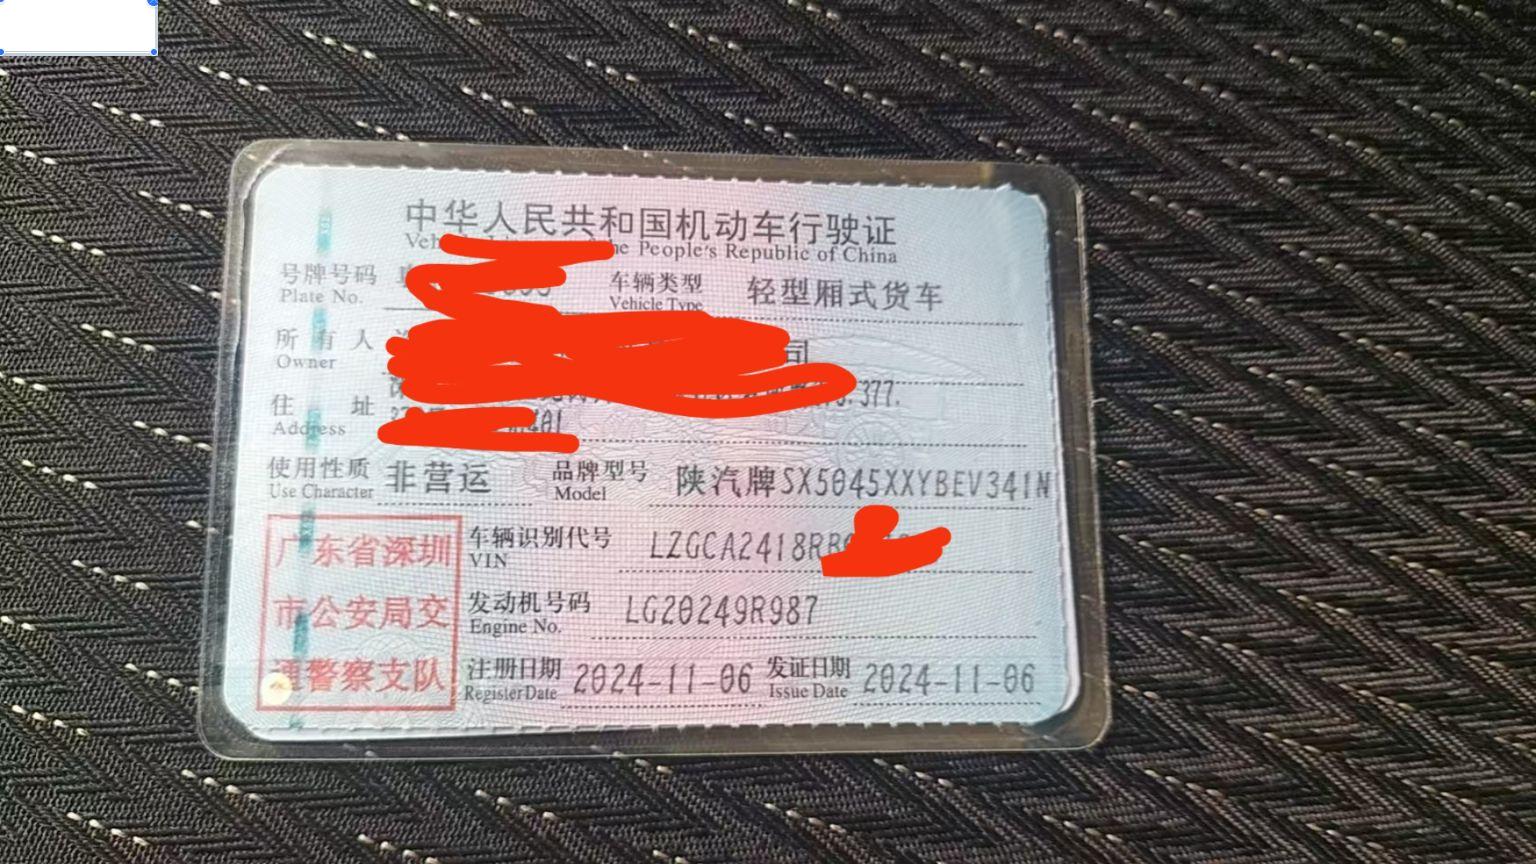 中华人民共和国机动车行驶证
he People's Republic of China
号牌号码 车辆类型 轻型厢式货车
Plate No. Vehicle Type
所有人 司
Owner
住址 377.
Address 401
使用性质 非营运 品牌型号 陕汽牌SX5045XXYBEV341N
Use Character Model
广东省深圳 车辆识别代号 LZGCA2418RB
VIN
市公安局交 发动机号码 LG20249R987
Engine No.
通警察支队 注册日期 2024-11-06 发证日期 2024-11-06
Register Date Issue Date